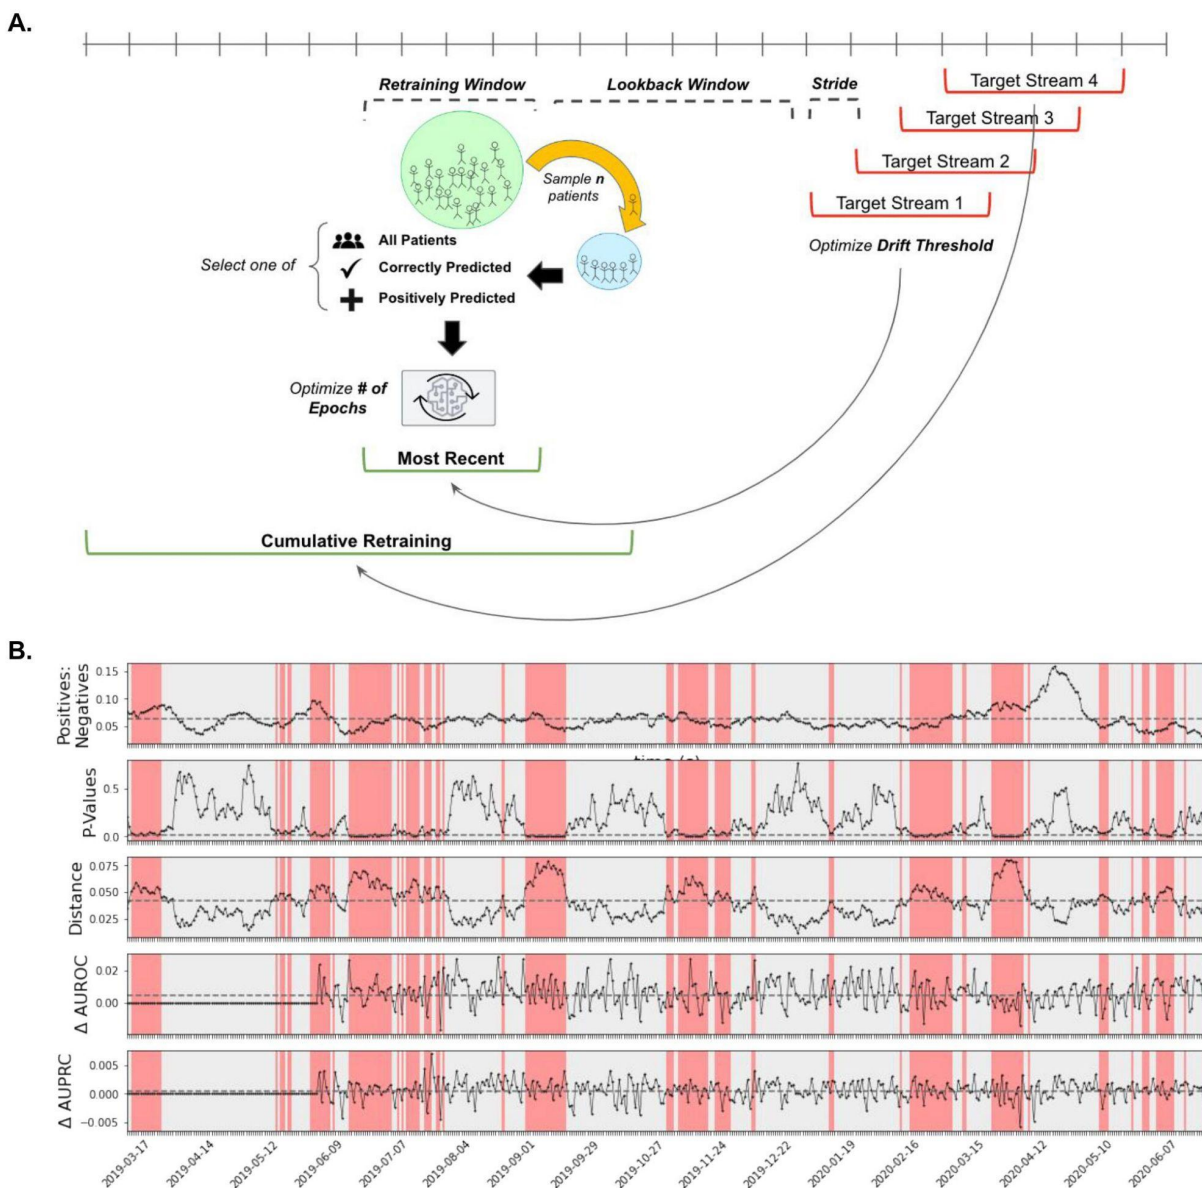 A.
Retraining Window
Lookback Window
Stride
Target Stream 4
Target Stream 3
Target Stream 2
Target Stream 1
Sample n
patients
Optimize Drift Threshold
Select one of
All Patients
Correctly Predicted
Positively Predicted
Optimize # of
Epochs
Most Recent
Cumulative Retraining
B.
Positives:
Negatives
0.15
0.10
0.05
P-Values
0.5
0.0
Distance
0.075
0.050
0.025
Δ AUROC
0.02
0.00
Δ AUPRC
0.005
0.000
−0.005
2019-03-17
2019-04-14
2019-05-12
2019-06-09
2019-07-07
2019-08-04
2019-09-01
2019-09-29
2019-10-27
2019-11-24
2019-12-22
2020-01-19
2020-02-16
2020-03-15
2020-04-12
2020-05-10
2020-06-07